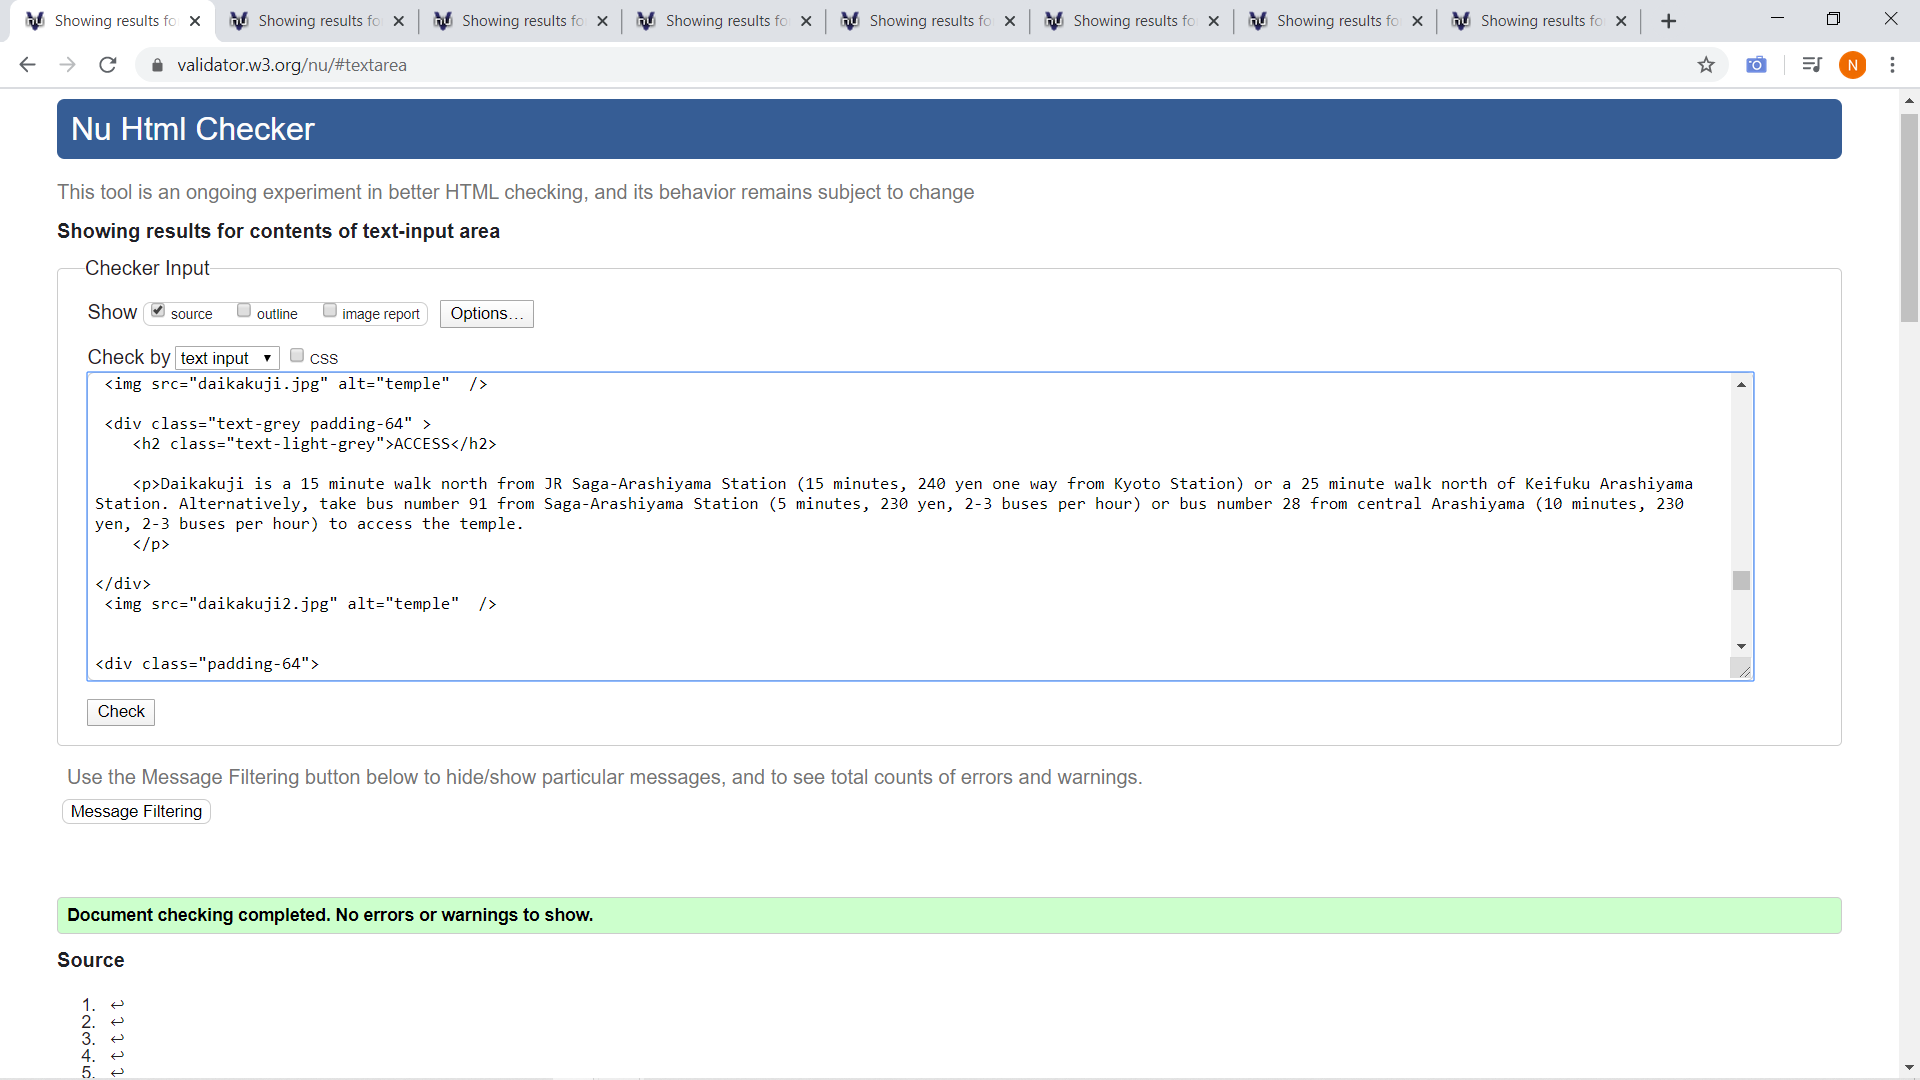 Showing results fo
Showing results fo
Showing results fo
Showing results fo
Showing results fo
Showing results fo
Showing results fo
Showing results fo
validator.w3.org/nu/#textarea
N
Nu Html Checker
This tool is an ongoing experiment in better HTML checking, and its behavior remains subject to change
Showing results for contents of text-input area
Checker Input
Show source outline image report Options…
Check by text input CSS
<img src="daikakuji.jpg" alt="temple"  />
<div class="text-grey padding-64" >
<h2 class="text-light-grey">ACCESS</h2>
<p>Daikakuji is a 15 minute walk north from JR Saga-Arashiyama Station (15 minutes, 240 yen one way from Kyoto Station) or a 25 minute walk north of Keifuku Arashiyama
Station. Alternatively, take bus number 91 from Saga-Arashiyama Station (5 minutes, 230 yen, 2-3 buses per hour) or bus number 28 from central Arashiyama (10 minutes, 230
yen, 2-3 buses per hour) to access the temple.
</p>
</div>
<img src="daikakuji2.jpg" alt="temple"  />
<div class="padding-64">
Check
Use the Message Filtering button below to hide/show particular messages, and to see total counts of errors and warnings.
Message Filtering
Document checking completed. No errors or warnings to show.
Source
1. ↩
2. ↩
3. ↩
4. ↩
5. ↩